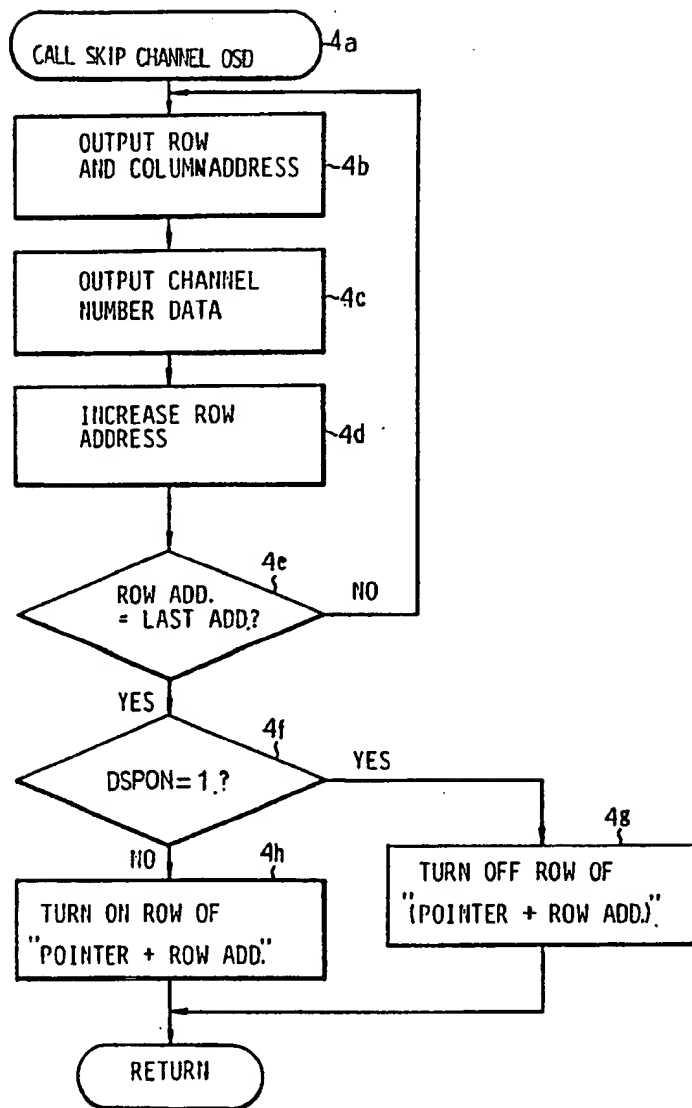 CALL SKIP CHANNEL OSD
4a
OUTPUT ROW
AND COLUMNADDRESS
4b
OUTPUT CHANNEL
NUMBER DATA
4c
INCREASE ROW
ADDRESS
4d
4e
ROW ADD.
= LAST ADD.?
NO
YES
4f
DSPON=1.?
YES
NO
4h
4g
TURN ON ROW OF
"POINTER + ROW ADD."
TURN OFF ROW OF
"(POINTER + ROW ADD.)"
RETURN